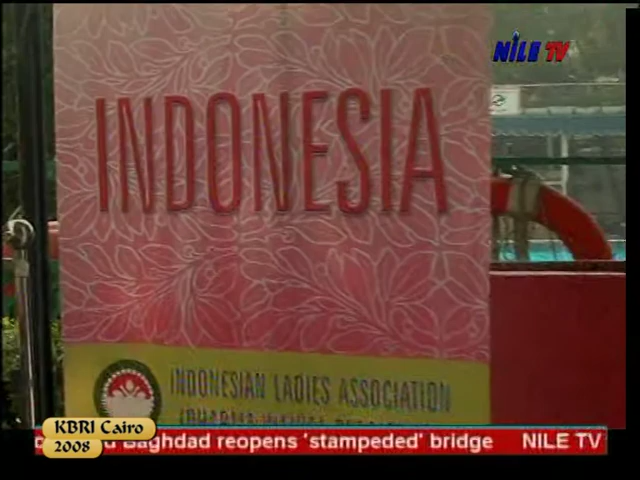 NiLE TV
INDONESIA
INDONESIAN LADIES ASSOCIATION
KBRI Cairo
2008
Baghdad reopens 'stampeded' bridge NILE TV